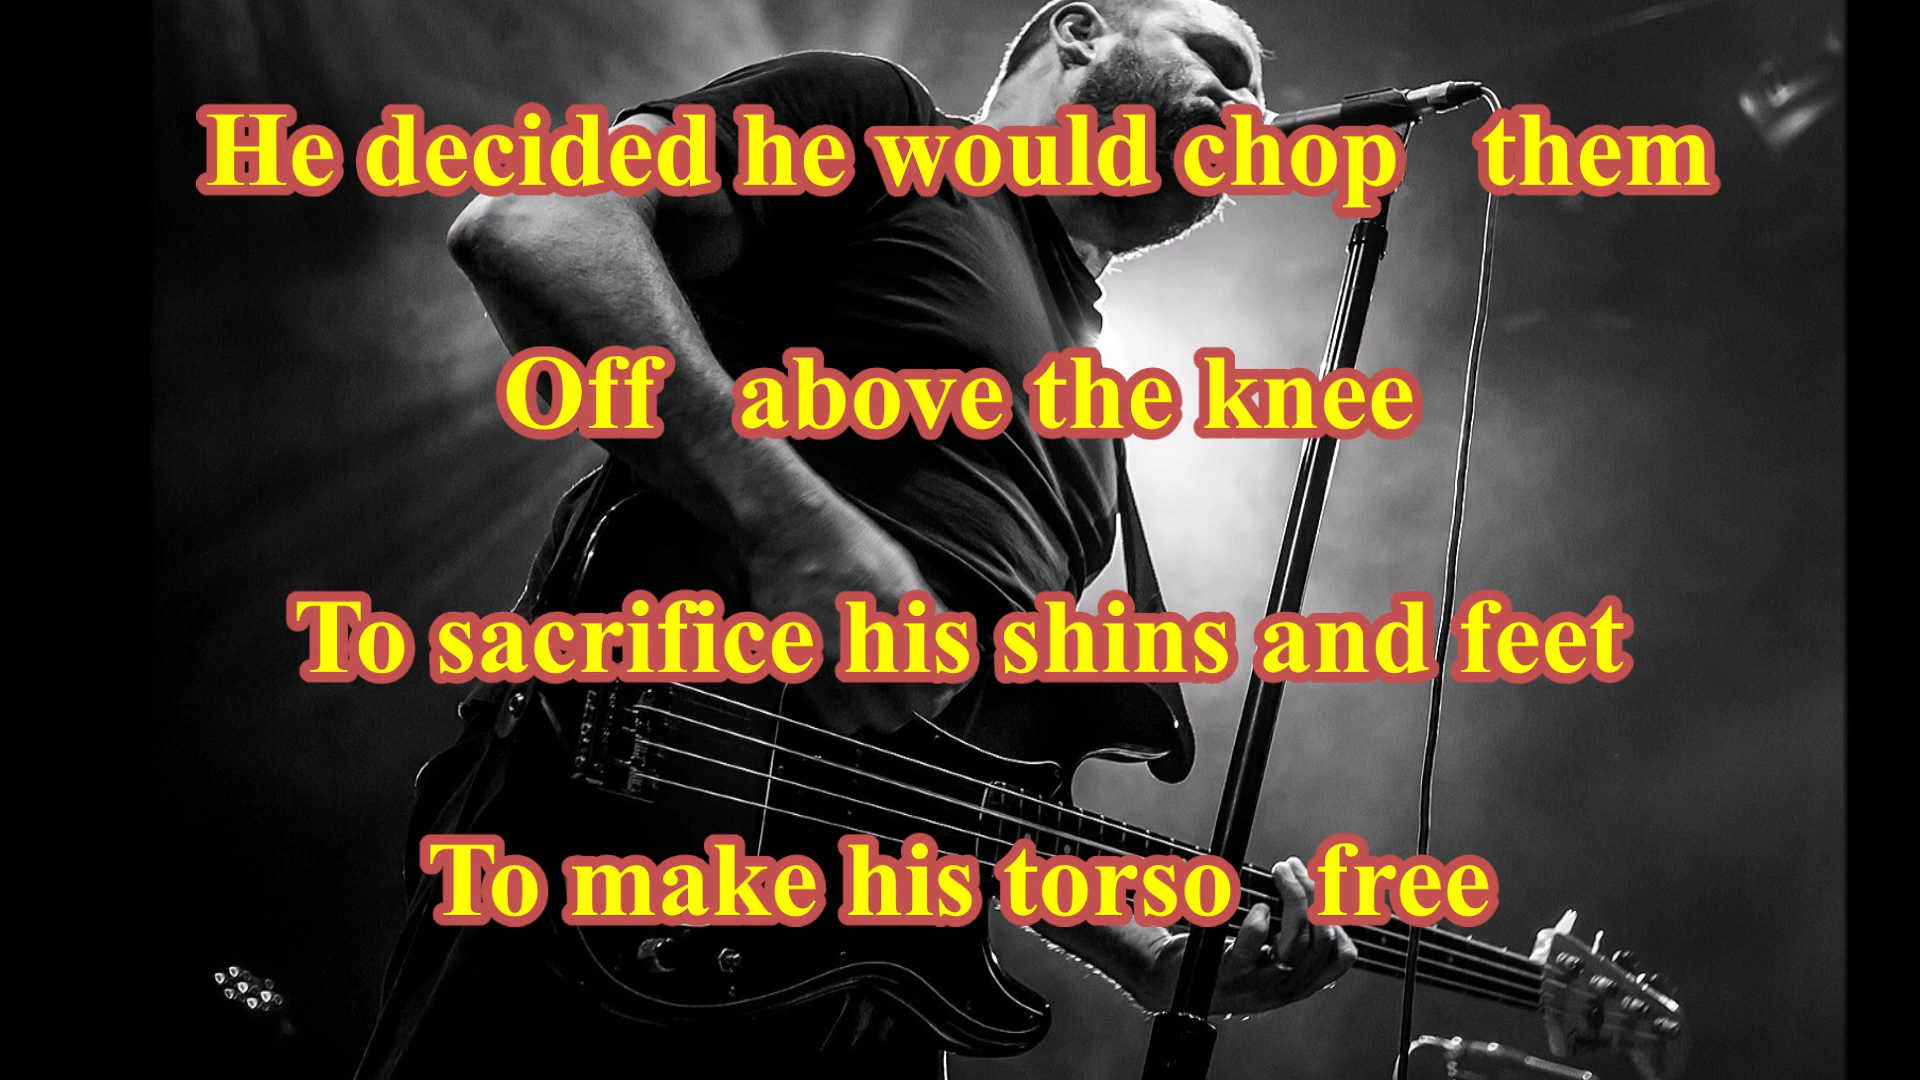 He decided he would chop them
Off above the knee
To sacrifice his shins and feet
To make his torso free